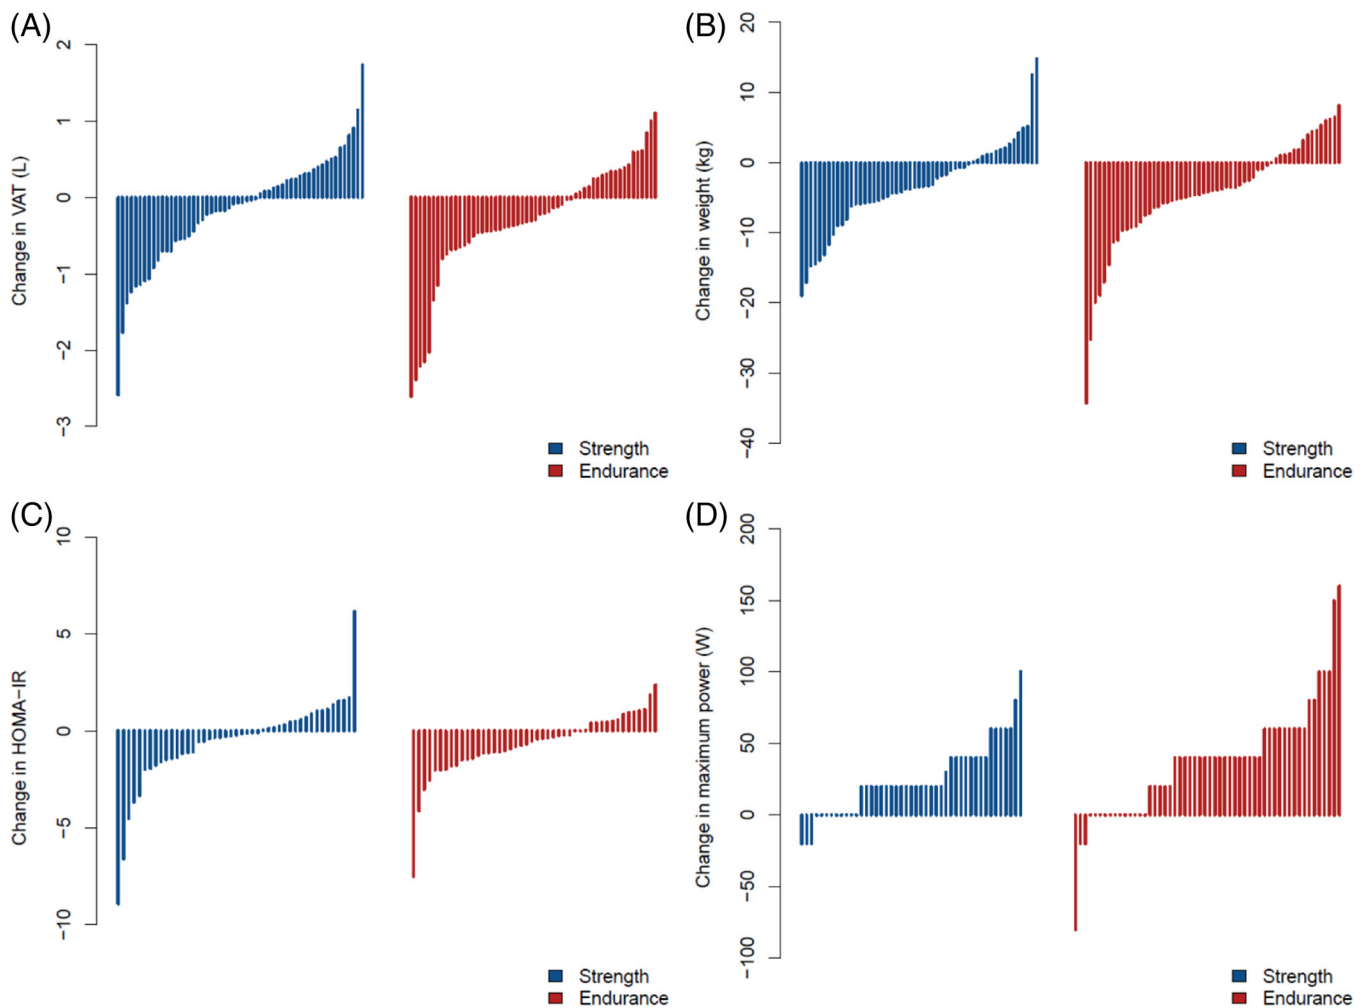 (A)
Change in VAT (L)
2
1
0
−1
−2
−3
Strength
Endurance
(B)
Change in weight (kg)
20
10
0
−10
−20
−30
−40
Strength
Endurance
(C)
Change in HOMA−IR
10
5
0
−5
−10
Strength
Endurance
(D)
Change in maximum power (W)
200
150
100
50
0
−50
−100
Strength
Endurance